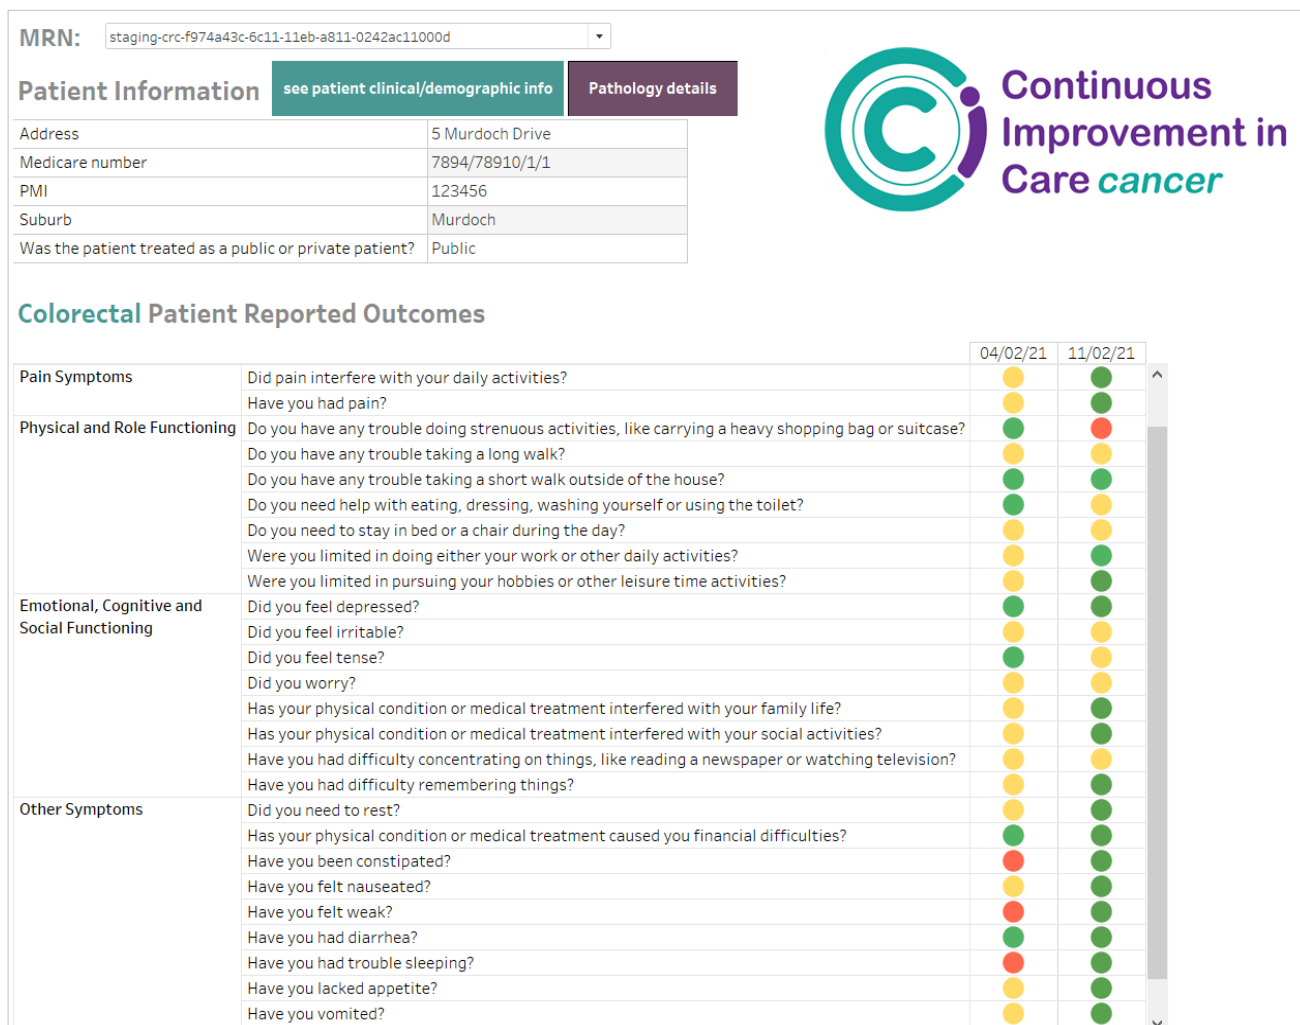 MRN: staging-crc-f974a43c-6c11-11eb-a811-0242ac11000d
Patient Information see patient clinical/demographic info Pathology details
Continuous
Improvement in
Care cancer
Address 5 Murdoch Drive
Medicare number 7894/78910/1/1
PMI 123456
Suburb Murdoch
Was the patient treated as a public or private patient? Public
Colorectal Patient Reported Outcomes
04/02/21 11/02/21
Pain Symptoms Did pain interfere with your daily activities?
Have you had pain?
Physical and Role Functioning Do you have any trouble doing strenuous activities, like carrying a heavy shopping bag or suitcase?
Do you have any trouble taking a long walk?
Do you have any trouble taking a short walk outside of the house?
Do you need help with eating, dressing, washing yourself or using the toilet?
Do you need to stay in bed or a chair during the day?
Were you limited in doing either your work or other daily activities?
Were you limited in pursuing your hobbies or other leisure time activities?
Emotional, Cognitive and
Social Functioning
Did you feel depressed?
Did you feel irritable?
Did you feel tense?
Did you worry?
Has your physical condition or medical treatment interfered with your family life?
Has your physical condition or medical treatment interfered with your social activities?
Have you had difficulty concentrating on things, like reading a newspaper or watching television?
Have you had difficulty remembering things?
Other Symptoms Did you need to rest?
Has your physical condition or medical treatment caused you financial difficulties?
Have you been constipated?
Have you felt nauseated?
Have you felt weak?
Have you had diarrhea?
Have you had trouble sleeping?
Have you lacked appetite?
Have you vomited?